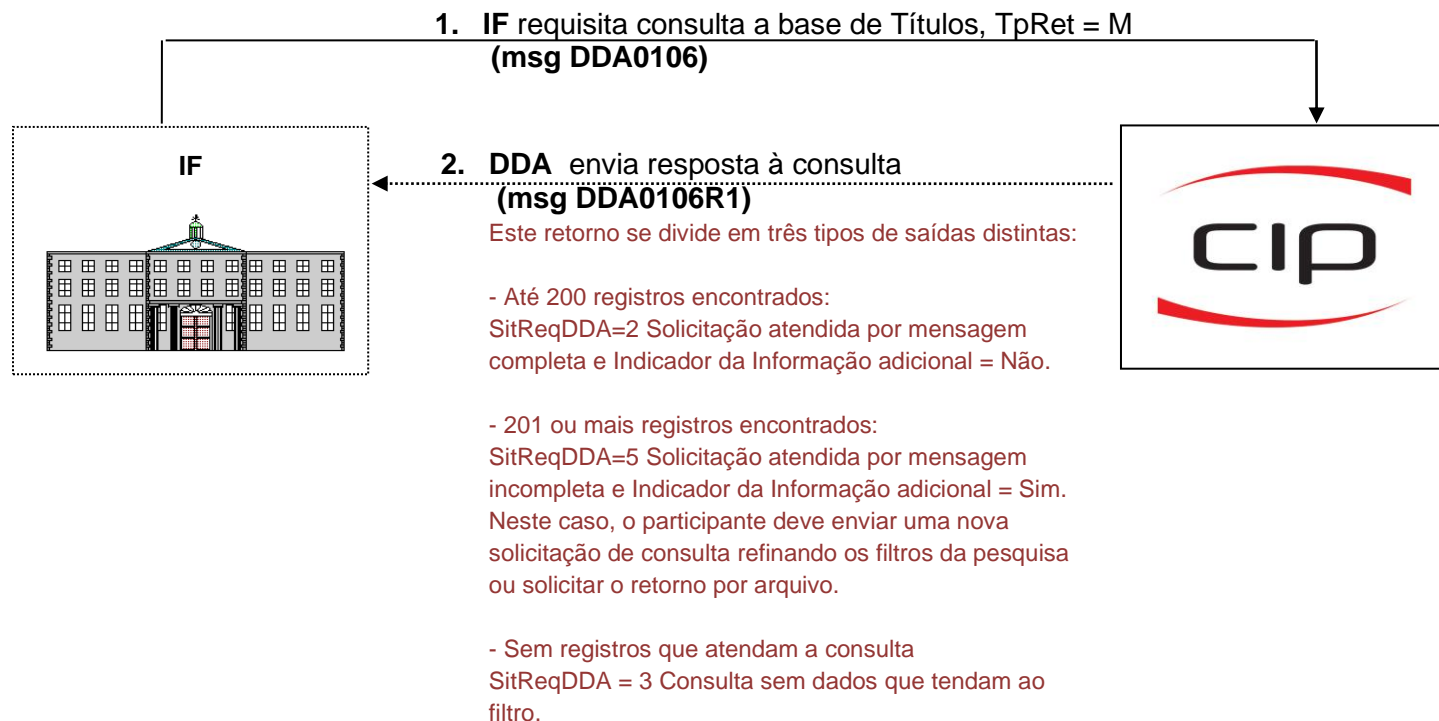 1. IF requisita consulta a base de Títulos, TpRet = M
(msg DDA0106)
IF
2. DDA envia resposta à consulta
(msg DDA0106R1)
Este retorno se divide em três tipos de saídas distintas:
- Até 200 registros encontrados:
SitReqDDA=2 Solicitação atendida por mensagem
completa e Indicador da Informação adicional = Não.
- 201 ou mais registros encontrados:
SitReqDDA=5 Solicitação atendida por mensagem
incompleta e Indicador da Informação adicional = Sim.
Neste caso, o participante deve enviar uma nova
solicitação de consulta refinando os filtros da pesquisa
ou solicitar o retorno por arquivo.
- Sem registros que atendam a consulta
SitReqDDA = 3 Consulta sem dados que tendam ao
filtro.
cip